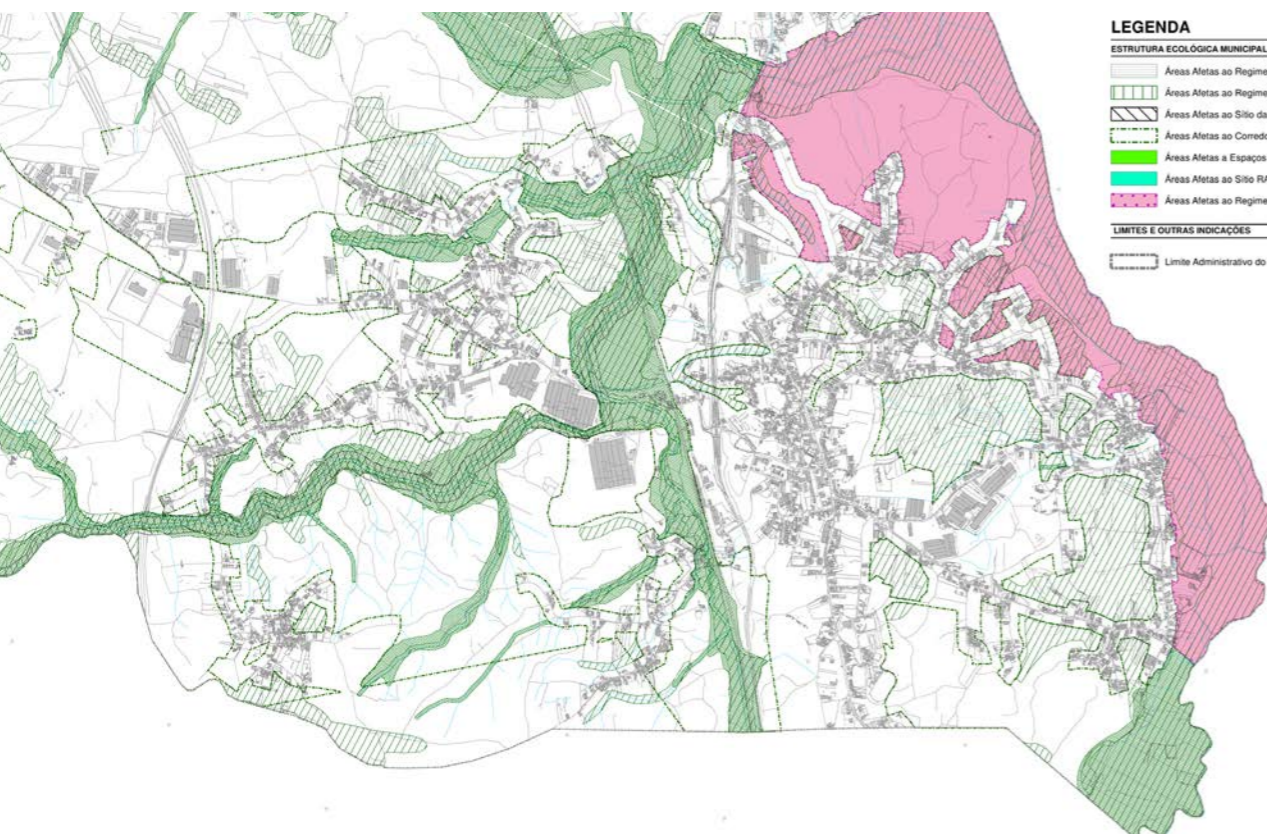 LEGENDA
ESTRUTURA ECOLÓGICA MUNICIPAL
Áreas Afetas ao Regime
Áreas Afetas ao Regime
Áreas Afetas ao Sítio da
Áreas Afetas ao Corredo
Áreas Afetas a Espaços
Áreas Afetas ao Sítio RA
Áreas Afetas ao Regime
LIMITES E OUTRAS INDICAÇÕES
Limite Administrativo do